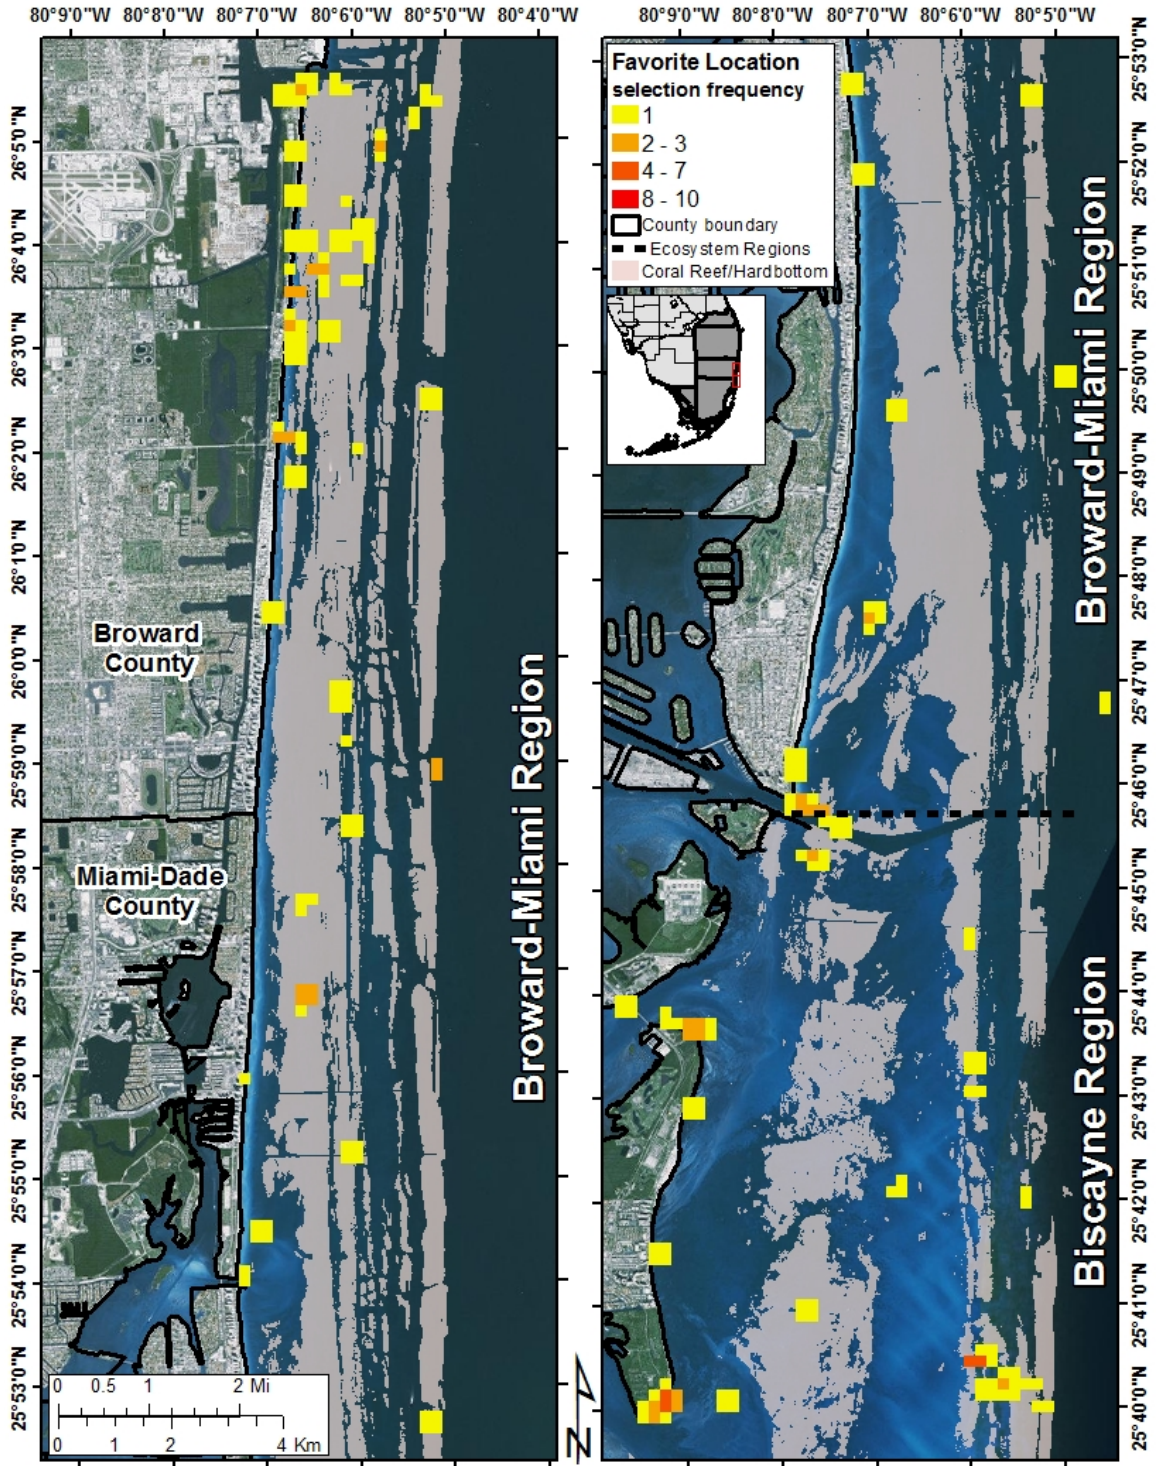 80°9'0"W 80°8'0"W 80°7'0"W 80°6'0"W 80°5'0"W 80°4'0"W
80°9'0"W 80°8'0"W 80°7'0"W 80°6'0"W 80°5'0"W
26°5'0"N
26°4'0"N
26°3'0"N
26°2'0"N
26°1'0"N
26°0'0"N
25°59'0"N
25°58'0"N
25°57'0"N
25°56'0"N
25°55'0"N
25°54'0"N
25°53'0"N
Broward
County
Miami-Dade
County
Broward-Miami Region
0 0.5 1 2 Mi
0 1 2 4 Km
N
Favorite Location
selection frequency
1
2 - 3
4 - 7
8 - 10
County boundary
Ecosystem Regions
Coral Reef/Hardbottom
Broward-Miami Region
Biscayne Region
25°53'0"N
25°52'0"N
25°51'0"N
25°50'0"N
25°49'0"N
25°48'0"N
25°47'0"N
25°46'0"N
25°45'0"N
25°44'0"N
25°43'0"N
25°42'0"N
25°41'0"N
25°40'0"N